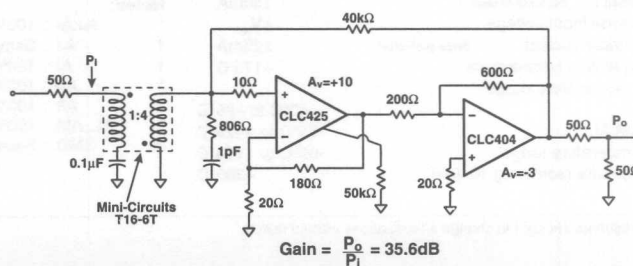 40kΩ
50Ω
Pi
10Ω
Av=+10
600Ω
1:4
+
-
CLC425
200Ω
-
+
CLC404
50Ω
Po
806Ω
1pF
0.1µF
180Ω
20Ω
50kΩ
20Ω
Av=-3
50Ω
Mini-Circuits
T16-6T
Gain = Po/Pi = 35.6dB